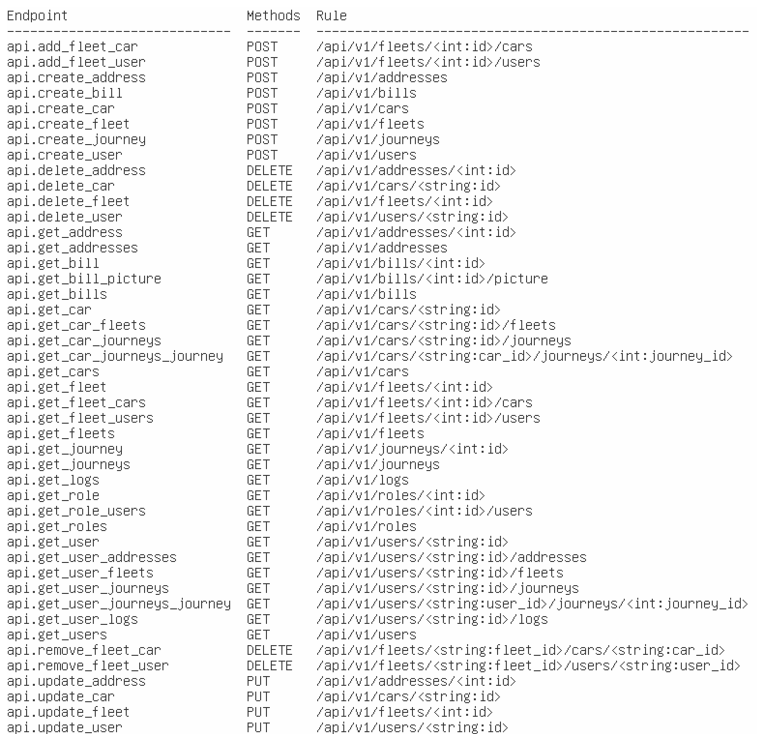 Endpoint Methods Rule
----------------------------- ------- --------------------------------------------------------
api.add_fleet_car POST /api/v1/fleets/<int:id>/cars
api.add_fleet_user POST /api/v1/fleets/<int:id>/users
api.create_address POST /api/v1/addresses
api.create_bill POST /api/v1/bills
api.create_car POST /api/v1/cars
api.create_fleet POST /api/v1/fleets
api.create_journey POST /api/v1/journeys
api.create_user POST /api/v1/users
api.delete_address DELETE /api/v1/addresses/<int:id>
api.delete_car DELETE /api/v1/cars/<string:id>
api.delete_fleet DELETE /api/v1/fleets/<int:id>
api.delete_user DELETE /api/v1/users/<string:id>
api.get_address GET /api/v1/addresses/<int:id>
api.get_addresses GET /api/v1/addresses
api.get_bill GET /api/v1/bills/<int:id>
api.get_bill_picture GET /api/v1/bills/<int:id>/picture
api.get_bills GET /api/v1/bills
api.get_car GET /api/v1/cars/<string:id>
api.get_car_fleets GET /api/v1/cars/<string:id>/fleets
api.get_car_journeys GET /api/v1/cars/<string:id>/journeys
api.get_car_journeys_journey GET /api/v1/cars/<string:car_id>/journeys/<int:journey_id>
api.get_cars GET /api/v1/cars
api.get_fleet GET /api/v1/fleets/<int:id>
api.get_fleet_cars GET /api/v1/fleets/<int:id>/cars
api.get_fleet_users GET /api/v1/fleets/<int:id>/users
api.get_fleets GET /api/v1/fleets
api.get_journey GET /api/v1/journeys/<int:id>
api.get_journeys GET /api/v1/journeys
api.get_logs GET /api/v1/logs
api.get_role GET /api/v1/roles/<int:id>
api.get_role_users GET /api/v1/roles/<int:id>/users
api.get_roles GET /api/v1/roles
api.get_user GET /api/v1/users/<string:id>
api.get_user_addresses GET /api/v1/users/<string:id>/addresses
api.get_user_fleets GET /api/v1/users/<string:id>/fleets
api.get_user_journeys GET /api/v1/users/<string:id>/journeys
api.get_user_journeys_journey GET /api/v1/users/<string:user_id>/journeys/<int:journey_id>
api.get_user_logs GET /api/v1/users/<string:id>/logs
api.get_users GET /api/v1/users
api.remove_fleet_car DELETE /api/v1/fleets/<string:fleet_id>/cars/<string:car_id>
api.remove_fleet_user DELETE /api/v1/fleets/<string:fleet_id>/users/<string:user_id>
api.update_address PUT /api/v1/addresses/<int:id>
api.update_car PUT /api/v1/cars/<string:id>
api.update_fleet PUT /api/v1/fleets/<int:id>
api.update_user PUT /api/v1/users/<string:id>